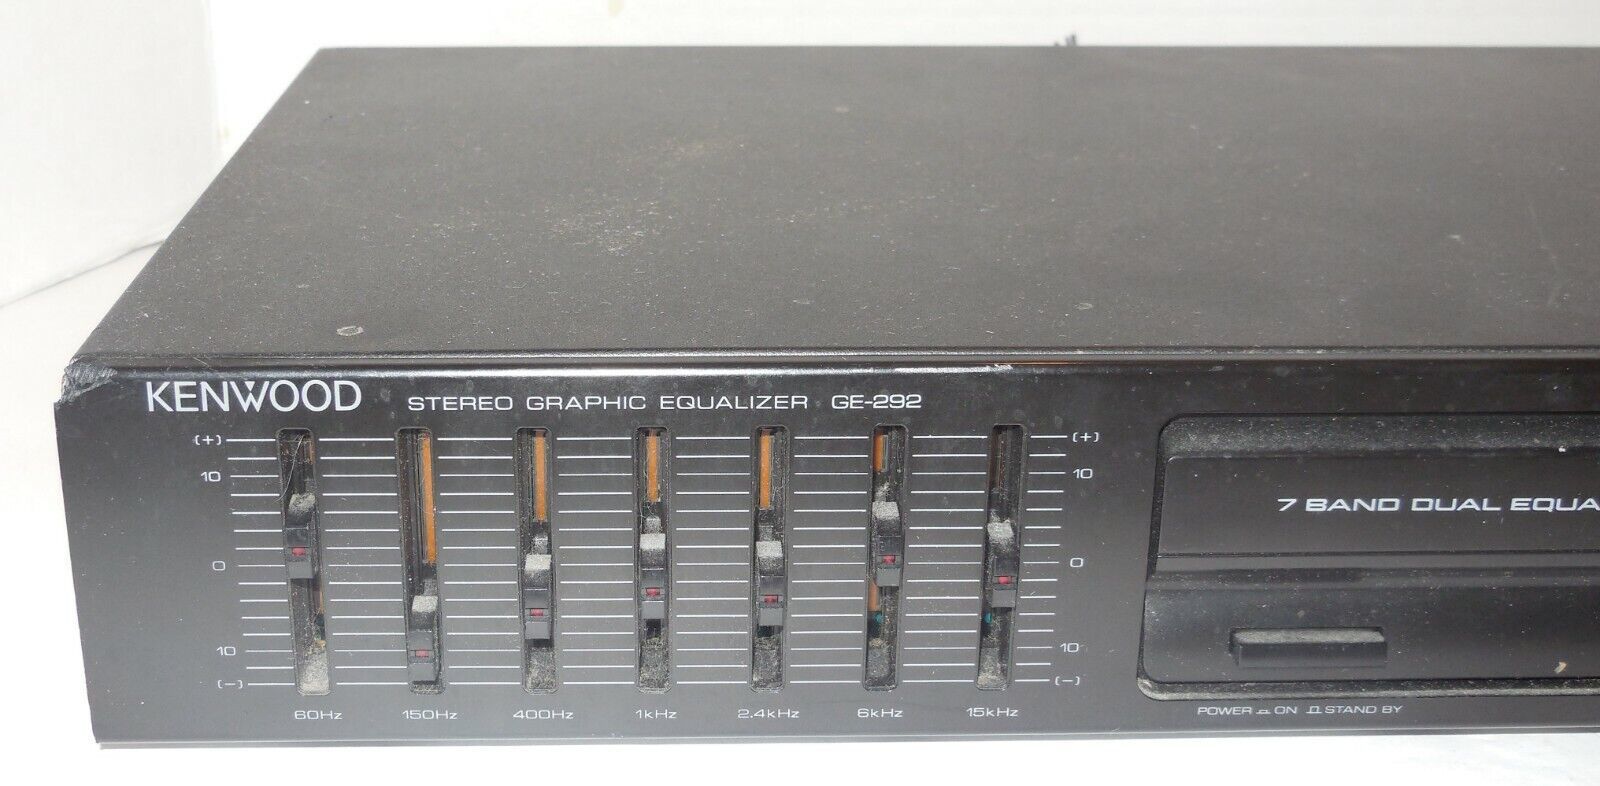 KENWOOD STEREO GRAPHIC EQUALIZER GE-292
(+) (+)
10 10
7 BAND DUAL EQUA
0 0
10 10
(-) (-)
60Hz 150Hz 400Hz 1kHz 2.4kHz 6kHz 15kHz
POWER ON STAND BY